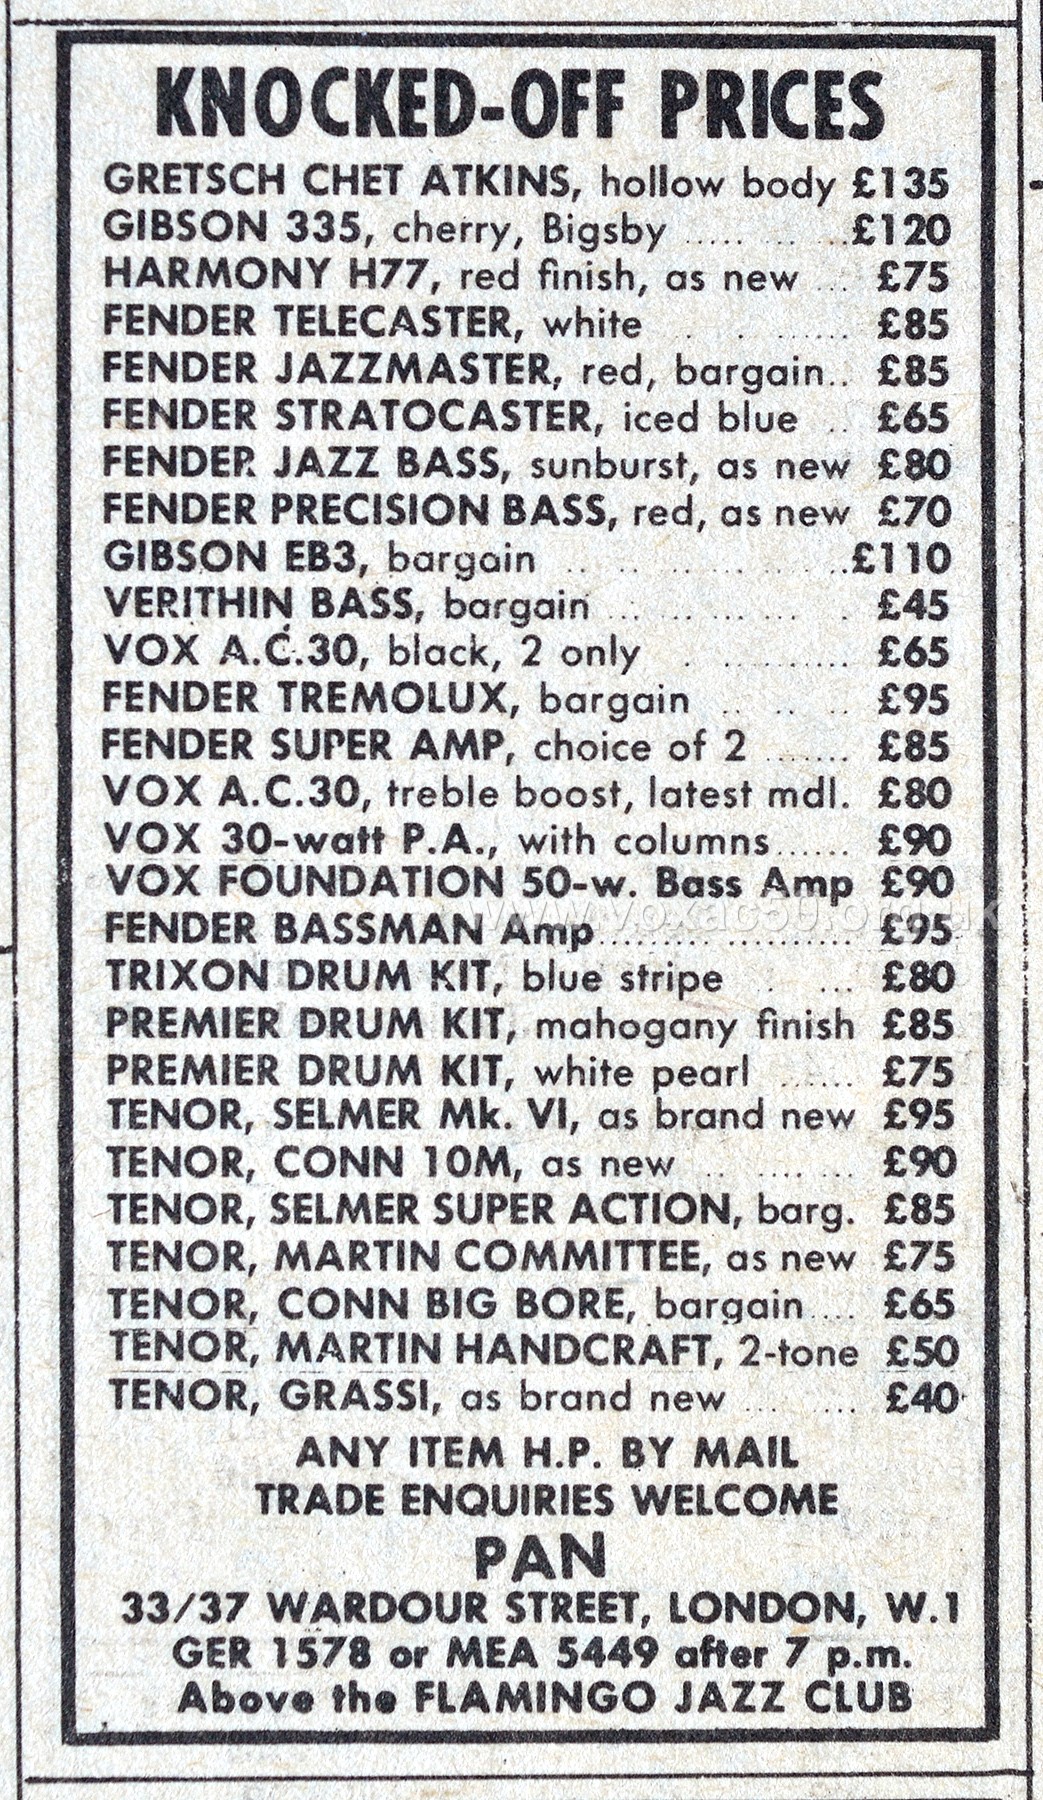 KNOCKED-OFF PRICES
GRETSCH CHET ATKINS, hollow body £135
GIBSON 335, cherry, Bigsby ..... .. ...£120
HARMONY H77, red finish, as new ... £75
FENDER TELECASTER, white . . ....... £85
FENDER JAZZMASTER, red, bargain.. £85
FENDER STRATOCASTER, iced blue .. £65
FENDER JAZZ BASS, sunburst, as new £80
FENDER PRECISION BASS, red, as new £70
GIBSON EB3, bargain .. .. ...... ....£110
VERITHIN BASS, bargain ... ... ... ... . £45
VOX A.C.30, black, 2 only . .......... £65
FENDER TREMOLUX, bargain .. .. .. £95
FENDER SUPER AMP, choice of 2 ....... £85
VOX A.C.30, treble boost, latest mdl. £80
VOX 30-watt P.A., with columns...... £90
VOX FOUNDATION 50-w. Bass Amp £90
www.voxac50.org.uk
FENDER BASSMAN Amp......... .......... £95
TRIXON DRUM KIT, blue stripe . ... £80
PREMIER DRUM KIT, mahogany finish £85
PREMIER DRUM KIT, white pearl ...... £75
TENOR, SELMER Mk. VI, as brand new £95
TENOR, CONN 10M, as new .. .... ... £90
TENOR, SELMER SUPER ACTION, barg. £85
TENOR, MARTIN COMMITTEE, as new £75
TENOR, CONN BIG BORE, bargain.... £65
TENOR, MARTIN HANDCRAFT, 2-tone £50
TENOR, GRASSI, as brand new ... ... £40
ANY ITEM H.P. BY MAIL
TRADE ENQUIRIES WELCOME
PAN
33/37 WARDOUR STREET, LONDON, W.1
GER 1578 or MEA 5449 after 7 p.m.
Above the FLAMINGO JAZZ CLUB